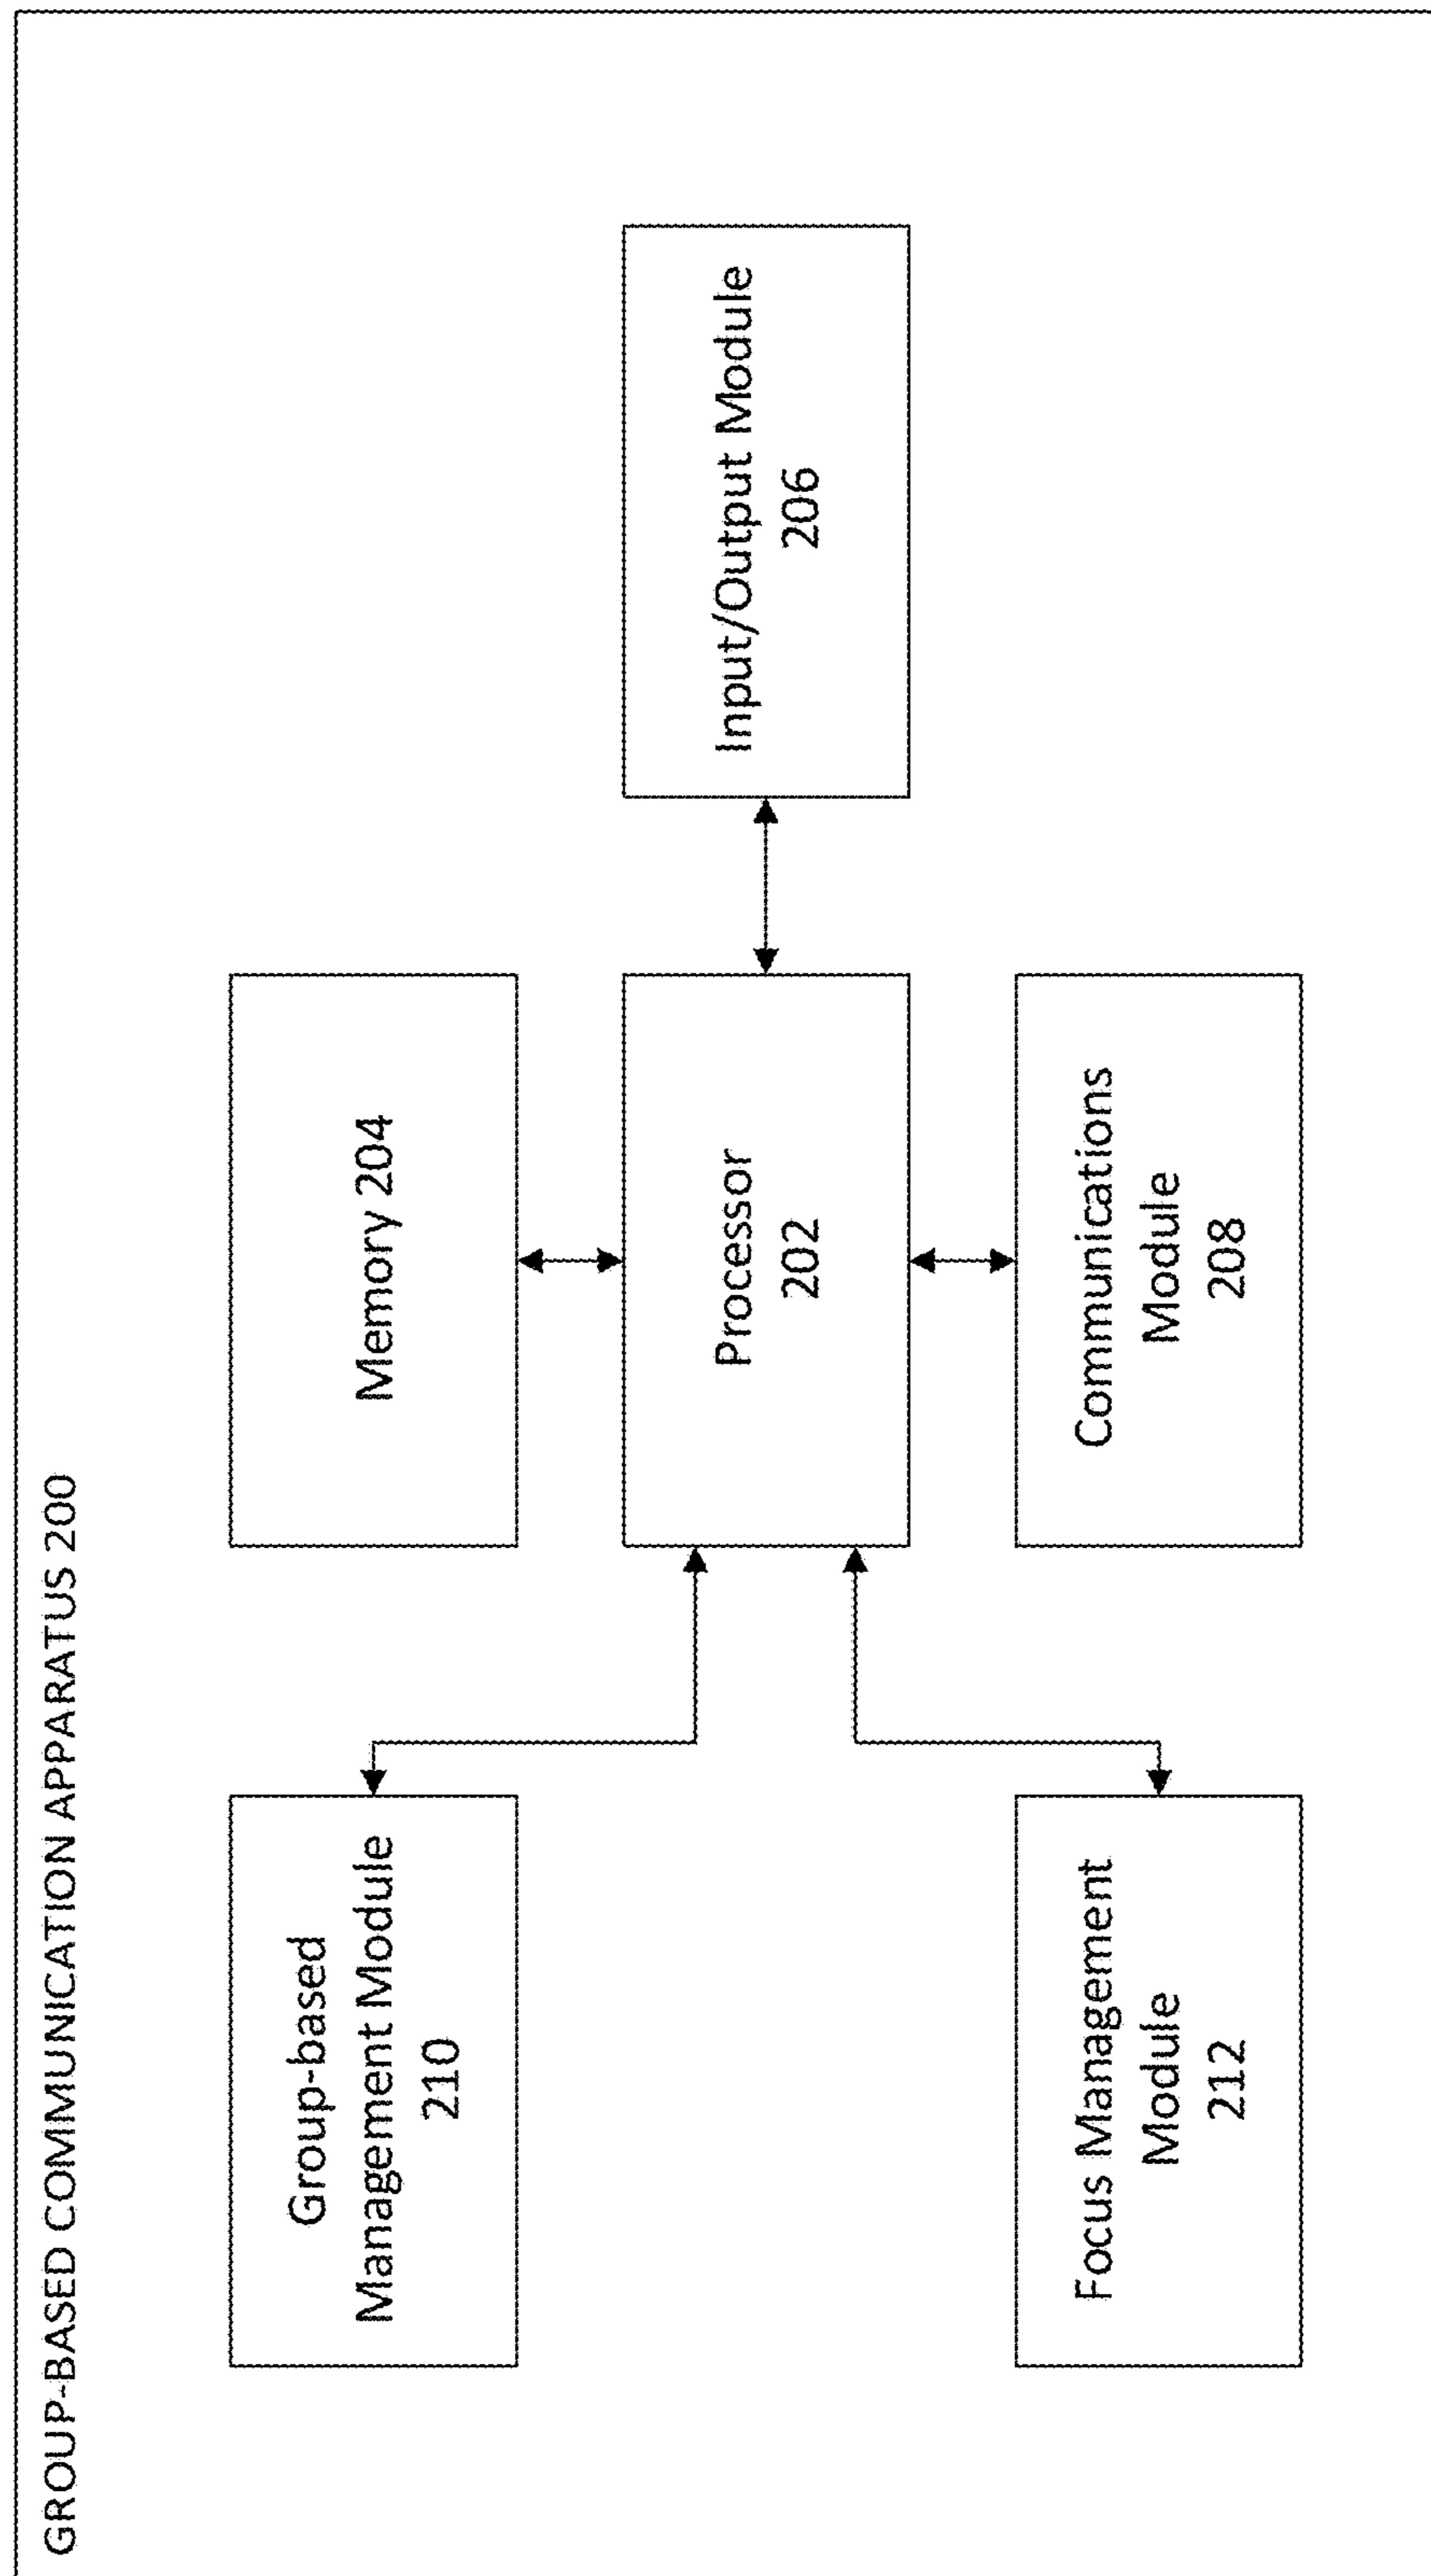 GROUP-BASED COMMUNICATION APPARATUS 200
Group-based
Management Module
210
Memory 204
Processor
202
Input/Output Module
206
Focus Management
Module
212
Communications
Module
208